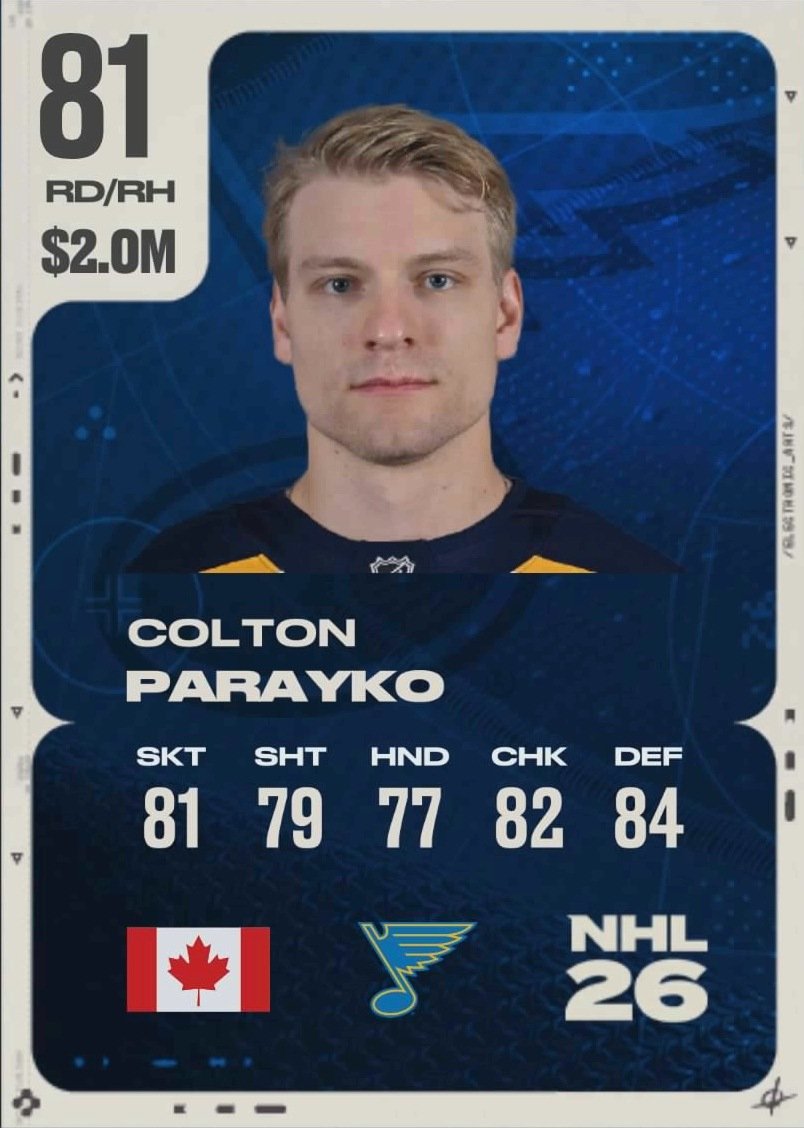 81
RD/RH
$2.0M
COLTON
PARAYKO
SKT SHT HND CHK DEF
81 79 77 82 84
NHL
26